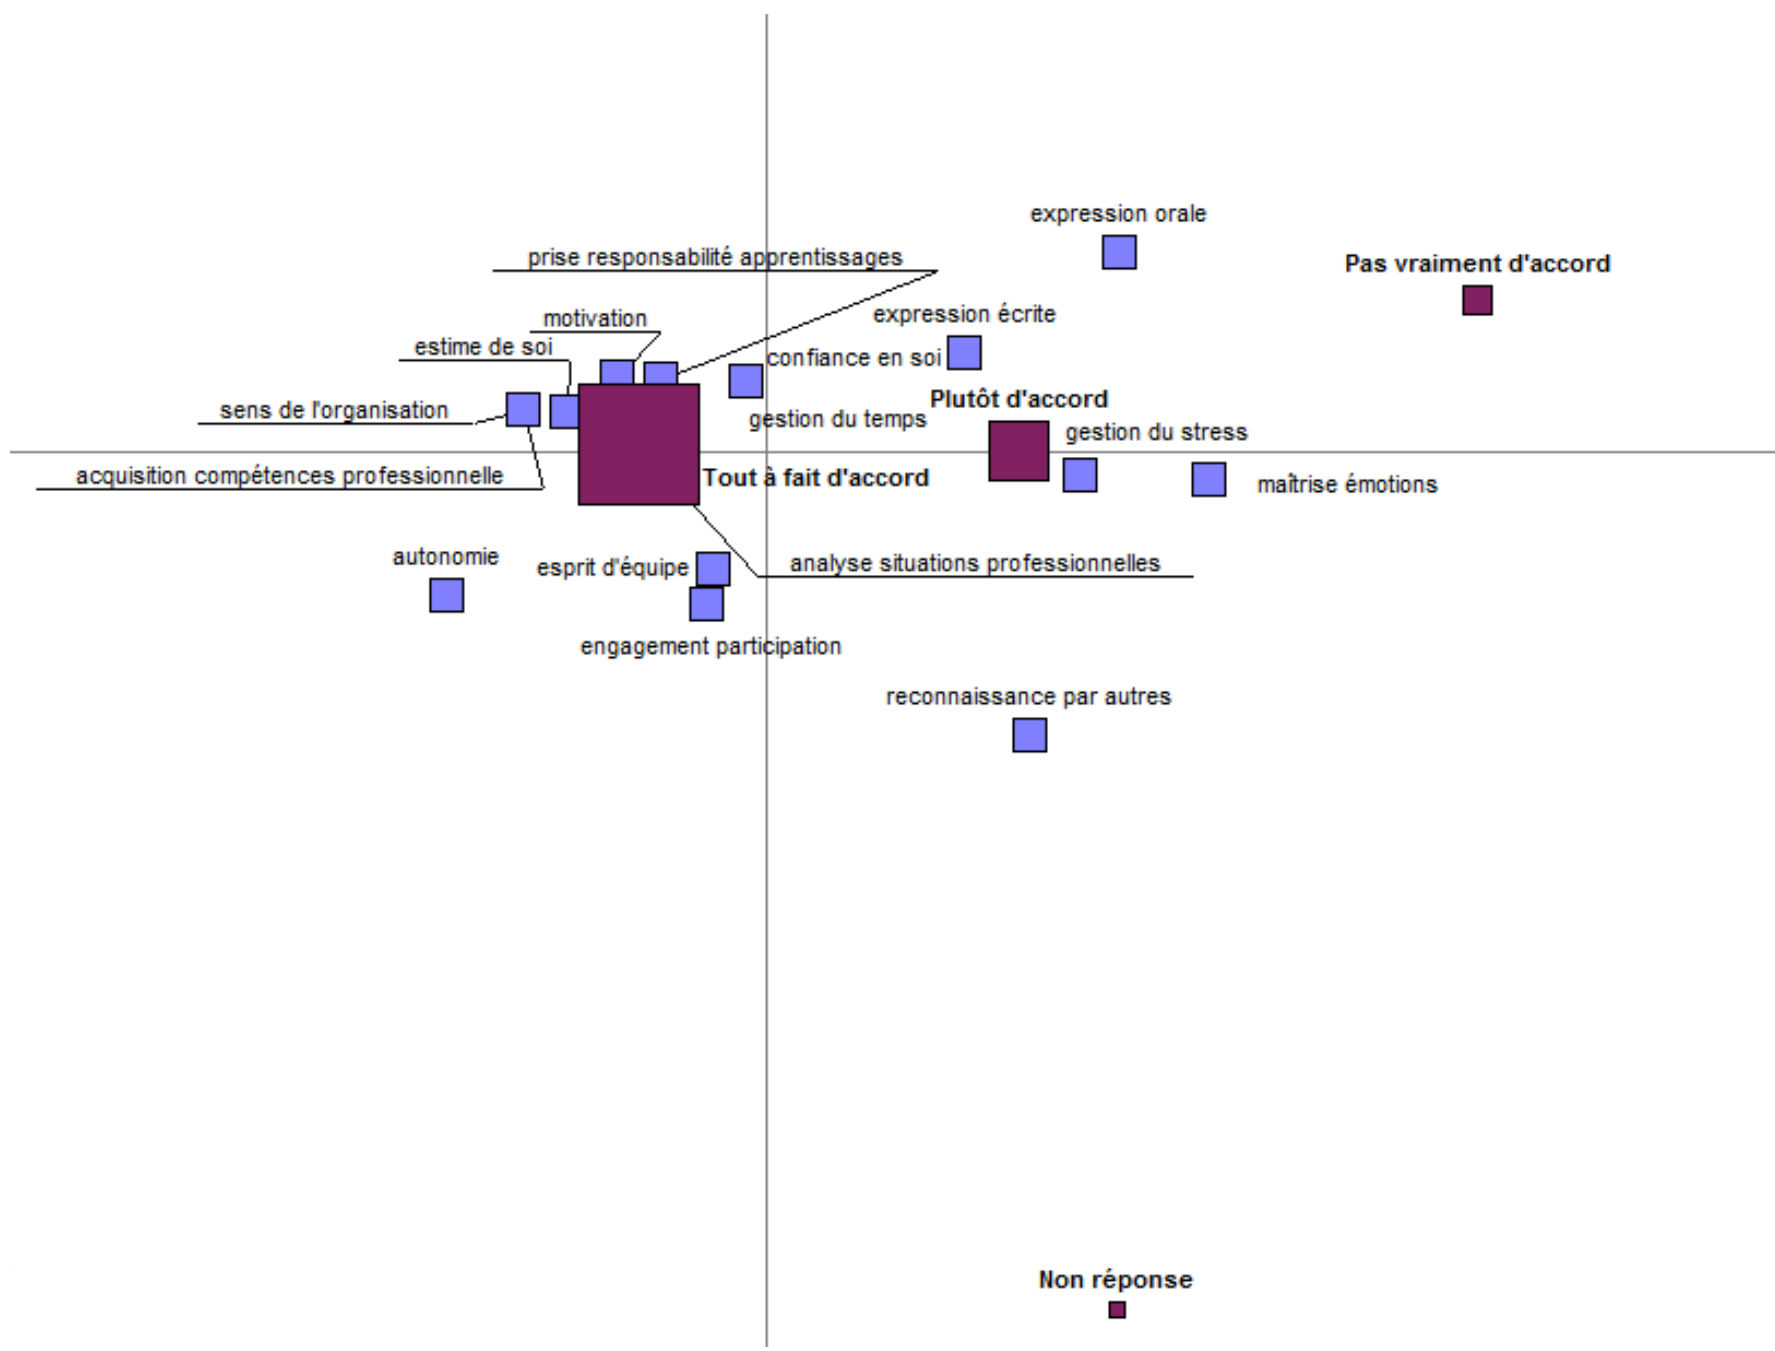 expression orale
prise responsabilité apprentissages
Pas vraiment d'accord
expression écrite
motivation
estime de soi
confiance en soi
Plutôt d'accord
sens de l'organisation
gestion du temps
gestion du stress
acquisition compétences professionnelle
Tout à fait d'accord
maîtrise émotions
autonomie
esprit d'équipe
analyse situations professionnelles
engagement participation
reconnaissance par autres
Non réponse